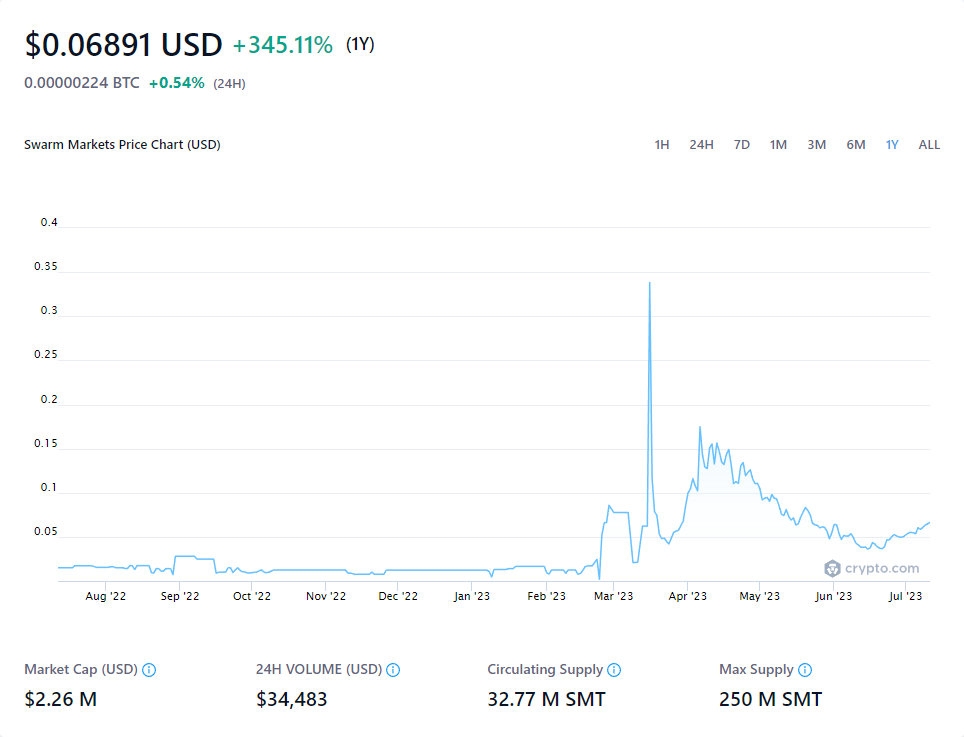 $0.06891 USD +345.11% (1Y)
0.00000224 BTC +0.54% (24H)
Swarm Markets Price Chart (USD) 1H 24H 7D 1M 3M 6M 1Y ALL
0.4
0.35
0.3
0.25
0.2
0.15
0.1
0.05
crypto.com
Aug '22 Sep '22 Oct '22 Nov '22 Dec '22 Jan '23 Feb '23 Mar '23 Apr '23 May '23 Jun '23 Jul '23
Market Cap (USD) 24H VOLUME (USD) Circulating Supply Max Supply
$2.26 M $34,483 32.77 M SMT 250 M SMT